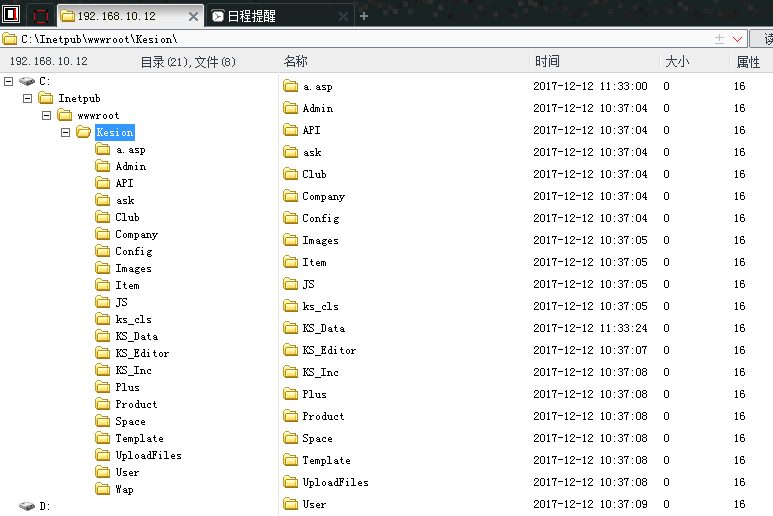 192.168.10.12 日程提醒
C:\Inetpub\wwwroot\Kesion\ 读
192.168.10.12 目录(21),文件(8) 名称 时间 大小 属性
C:
Inetpub
wwwroot
Kesion
a.asp
Admin
API
ask
Club
Company
Config
Images
Item
JS
ks_cls
KS_Data
KS_Editor
KS_Inc
Plus
Product
Space
Template
UploadFiles
User
Wap
D:
a.asp 2017-12-12 11:33:00 0 16
Admin 2017-12-12 10:37:04 0 16
API 2017-12-12 10:37:04 0 16
ask 2017-12-12 10:37:04 0 16
Club 2017-12-12 10:37:04 0 16
Company 2017-12-12 10:37:04 0 16
Config 2017-12-12 10:37:04 0 16
Images 2017-12-12 10:37:05 0 16
Item 2017-12-12 10:37:05 0 16
JS 2017-12-12 10:37:05 0 16
ks_cls 2017-12-12 10:37:05 0 16
KS_Data 2017-12-12 11:33:24 0 16
KS_Editor 2017-12-12 10:37:07 0 16
KS_Inc 2017-12-12 10:37:08 0 16
Plus 2017-12-12 10:37:08 0 16
Product 2017-12-12 10:37:08 0 16
Space 2017-12-12 10:37:08 0 16
Template 2017-12-12 10:37:08 0 16
UploadFiles 2017-12-12 10:37:08 0 16
User 2017-12-12 10:37:09 0 16